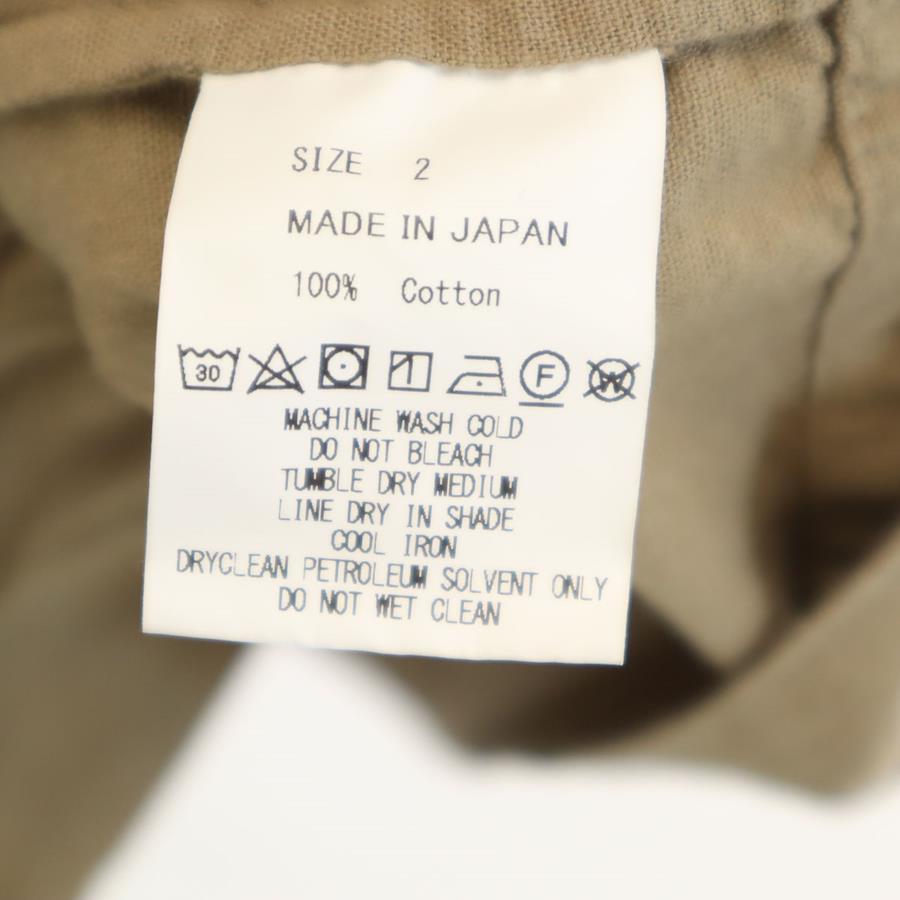 SIZE 2
MADE IN JAPAN
100% Cotton
30 F W
MACHINE WASH COLD
DO NOT BLEACH
TUMBLE DRY MEDIUM
LINE DRY IN SHADE
COOL IRON
DRYCLEAN PETROLEUM SOLVENT ONLY
DO NOT WET CLEAN